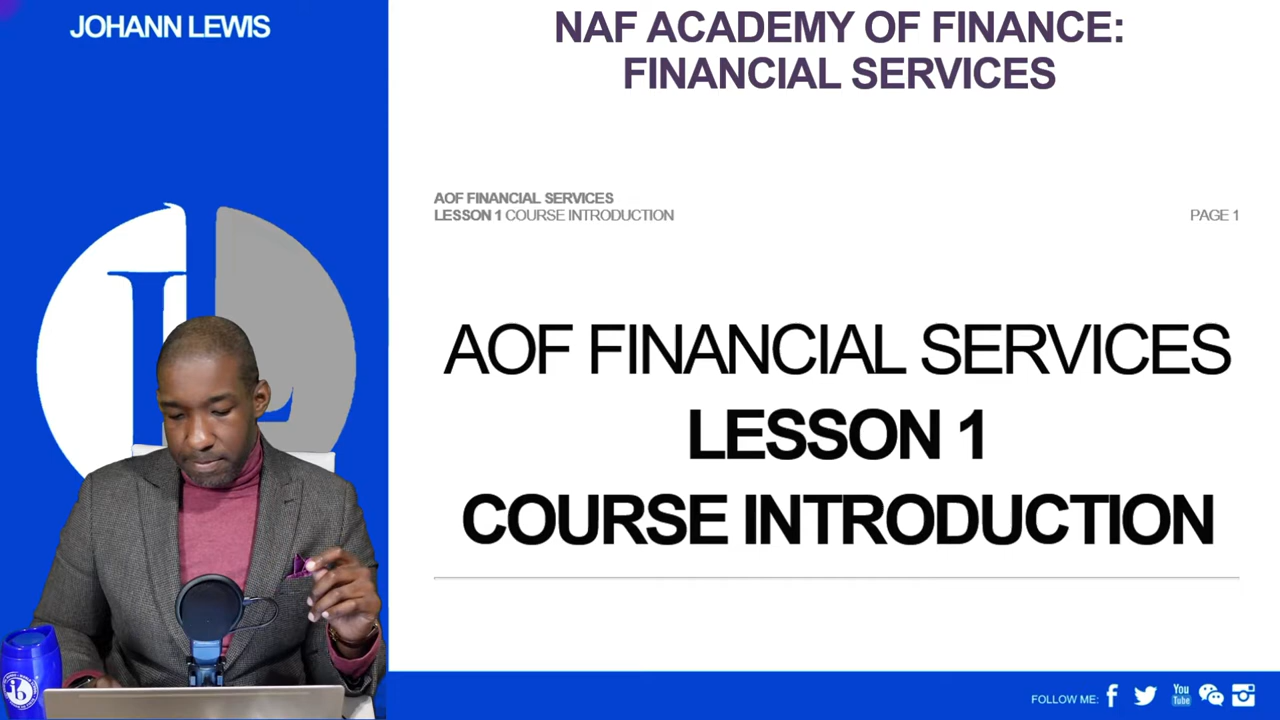 JOHANN LEWIS
NAF ACADEMY OF FINANCE:
FINANCIAL SERVICES
AOF FINANCIAL SERVICES
LESSON 1 COURSE INTRODUCTION
PAGE 1
AOF FINANCIAL SERVICES
LESSON 1
COURSE INTRODUCTION
FOLLOW ME:
You
Tube